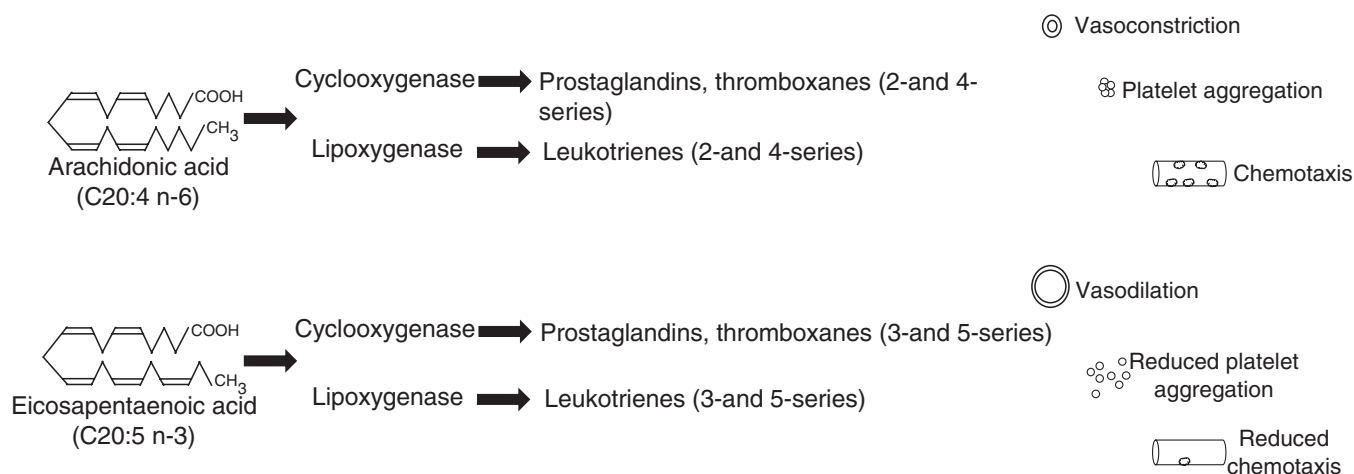 Vasoconstriction
Cyclooxygenase
Prostaglandins, thromboxanes (2-and 4-
series)
Platelet aggregation
COOH
CH3
Lipoxygenase
Leukotrienes (2-and 4-series)
Arachidonic acid
(C20:4 n-6)
Chemotaxis
Vasodilation
COOH
Cyclooxygenase
Prostaglandins, thromboxanes (3-and 5-series)
CH3
Reduced platelet
aggregation
Lipoxygenase
Leukotrienes (3-and 5-series)
Eicosapentaenoic acid
(C20:5 n-3)
Reduced
chemotaxis